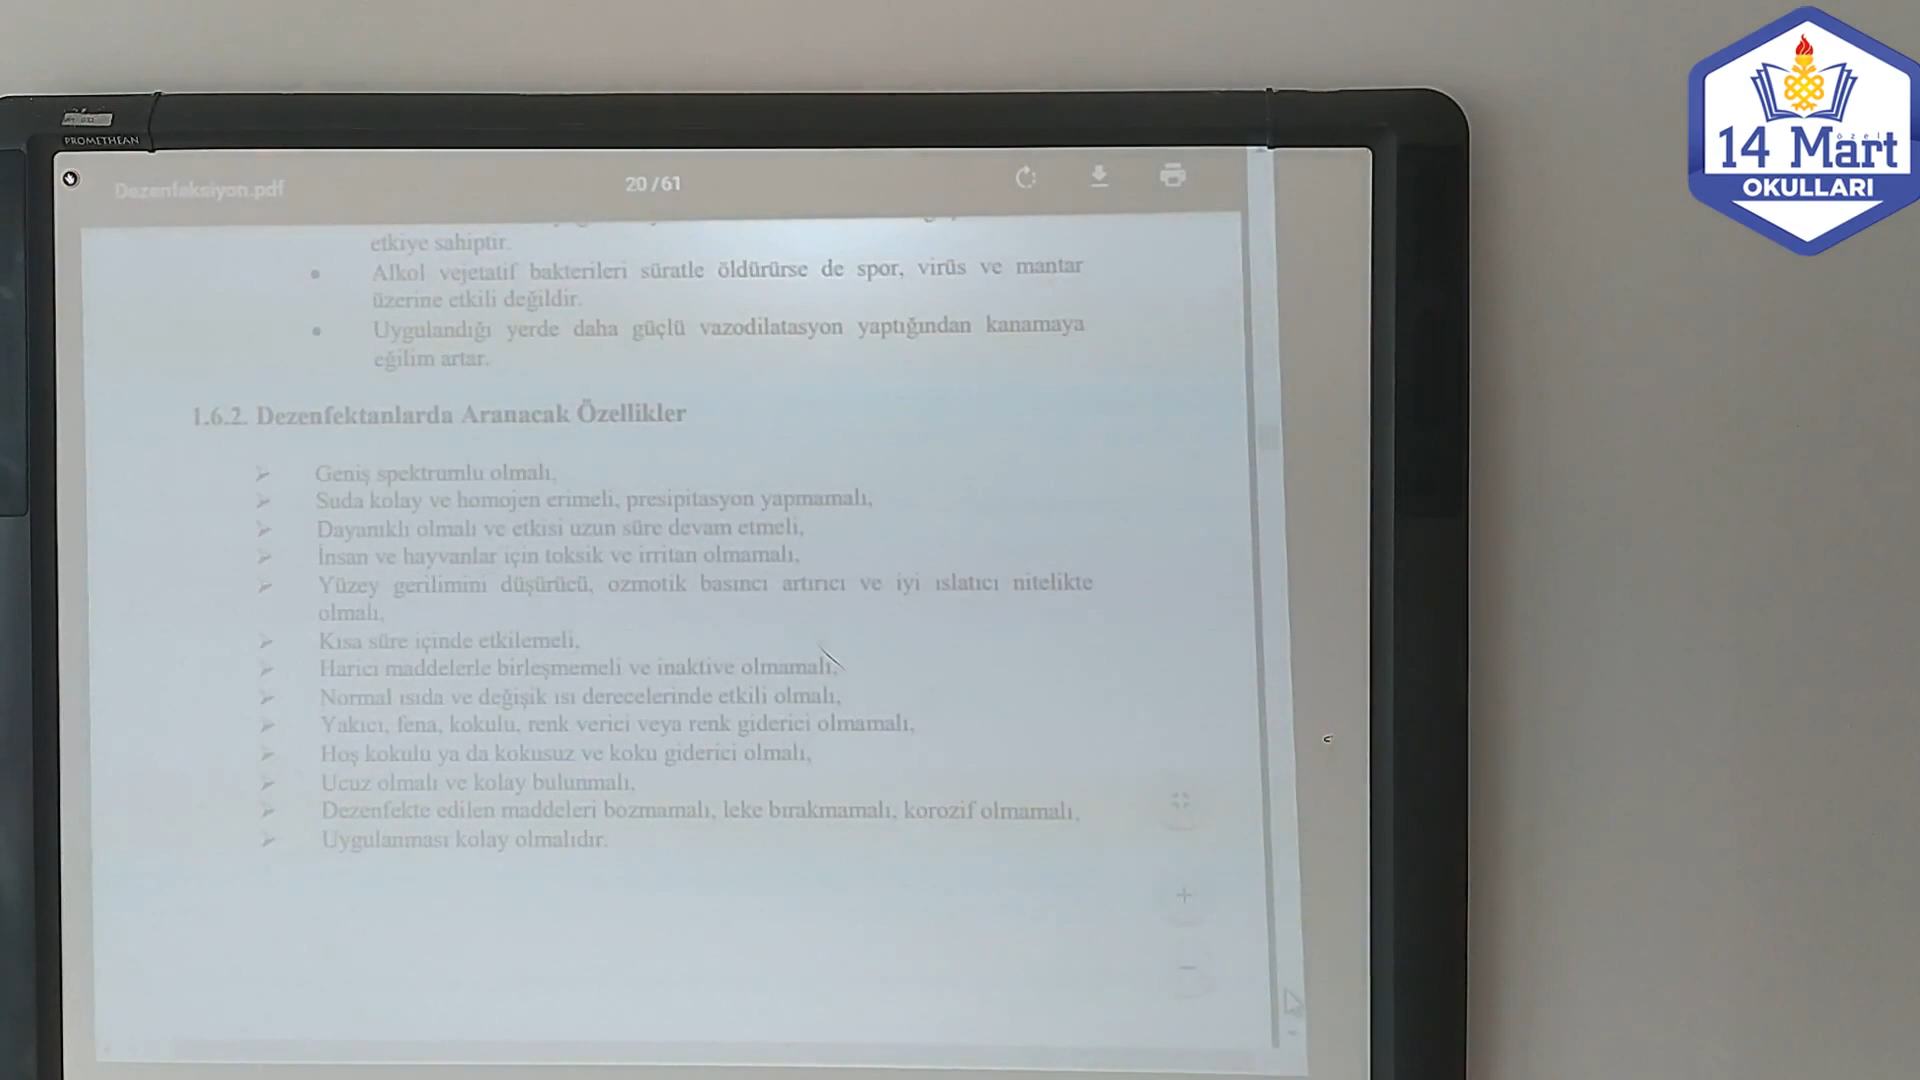 PROMETHEAN
Dezenfeksiyon.pdf
20 / 61
etkiye sahiptir.
• Alkol vejetatif bakterileri süratle öldürürse de spor, virüs ve mantar
üzerine etkili değildir.
• Uygulandığı yerde daha güçlü vazodilatasyon yaptığından kanamaya
eğilim artar.
1.6.2. Dezenfektanlarda Aranacak Özellikler
➢ Geniş spektrumlu olmalı,
➢ Suda kolay ve homojen erimeli, presipitasyon yapmamalı,
➢ Dayanıklı olmalı ve etkisi uzun süre devam etmeli,
➢ İnsan ve hayvanlar için toksik ve irritan olmamalı,
➢ Yüzey gerilimini düşürücü, ozmotik basıncı artırıcı ve iyi ıslatıcı nitelikte
olmalı,
➢ Kısa süre içinde etkilemeli,
➢ Harici maddelerle birleşmemeli ve inaktive olmamalı,
➢ Normal ısıda ve değişik ısı derecelerinde etkili olmalı,
➢ Yakıcı, fena, kokulu, renk verici veya renk giderici olmamalı,
➢ Hoş kokulu ya da kokusuz ve koku giderici olmalı,
➢ Ucuz olmalı ve kolay bulunmalı,
➢ Dezenfekte edilen maddeleri bozmamalı, leke bırakmamalı, korozif olmamalı,
➢ Uygulanması kolay olmalıdır.
özel
14 Mart
OKULLARI